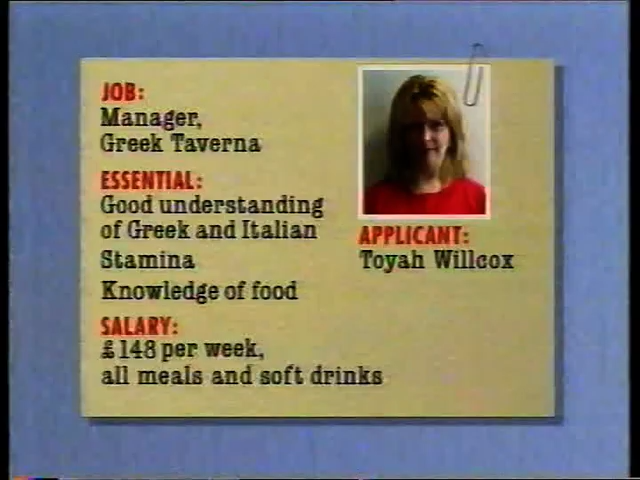 JOB:
Manager,
Greek Taverna
ESSENTIAL:
Good understanding
of Greek and Italian
Stamina
Knowledge of food
SALARY:
£148 per week,
all meals and soft drinks
APPLICANT:
Toyah Willcox